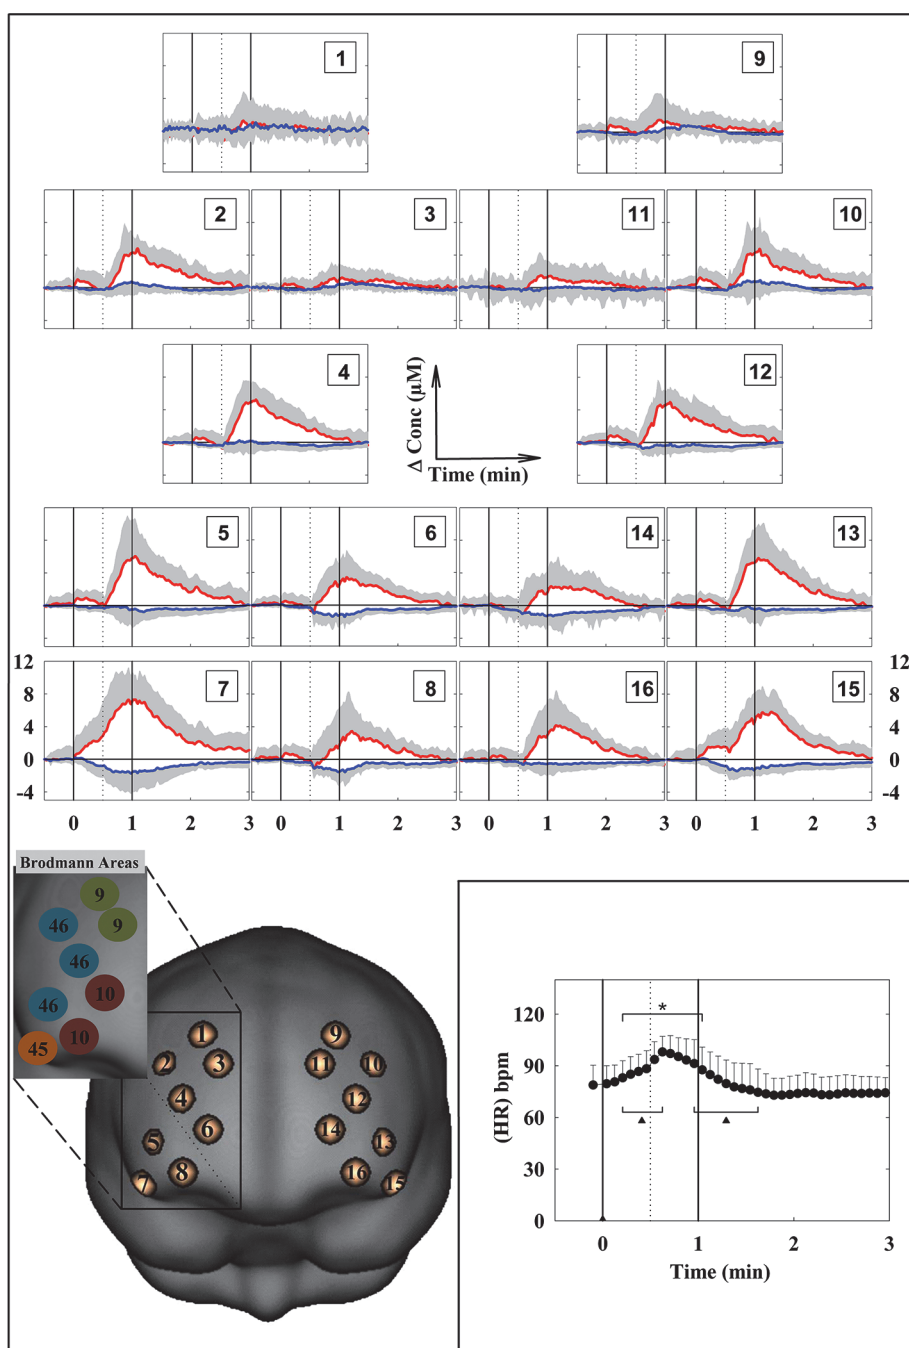 1 9
2 3 11 10
4 12
Δ Conc (μM)
Time (min)
5 6 14 13
12 12
7 8 16 15
8 8
4 4
0 0
-4 -4
0 1 2 3 0 1 2 3 0 1 2 3 0 1 2 3
Brodmann Areas
9
46 9
46
46 10
45 10
1 9
2 3 11 10
4 12
5 6 14 13
7 8 16 15
(HR) bpm
120
90
60
30
0
*
0 1 2 3
Time (min)